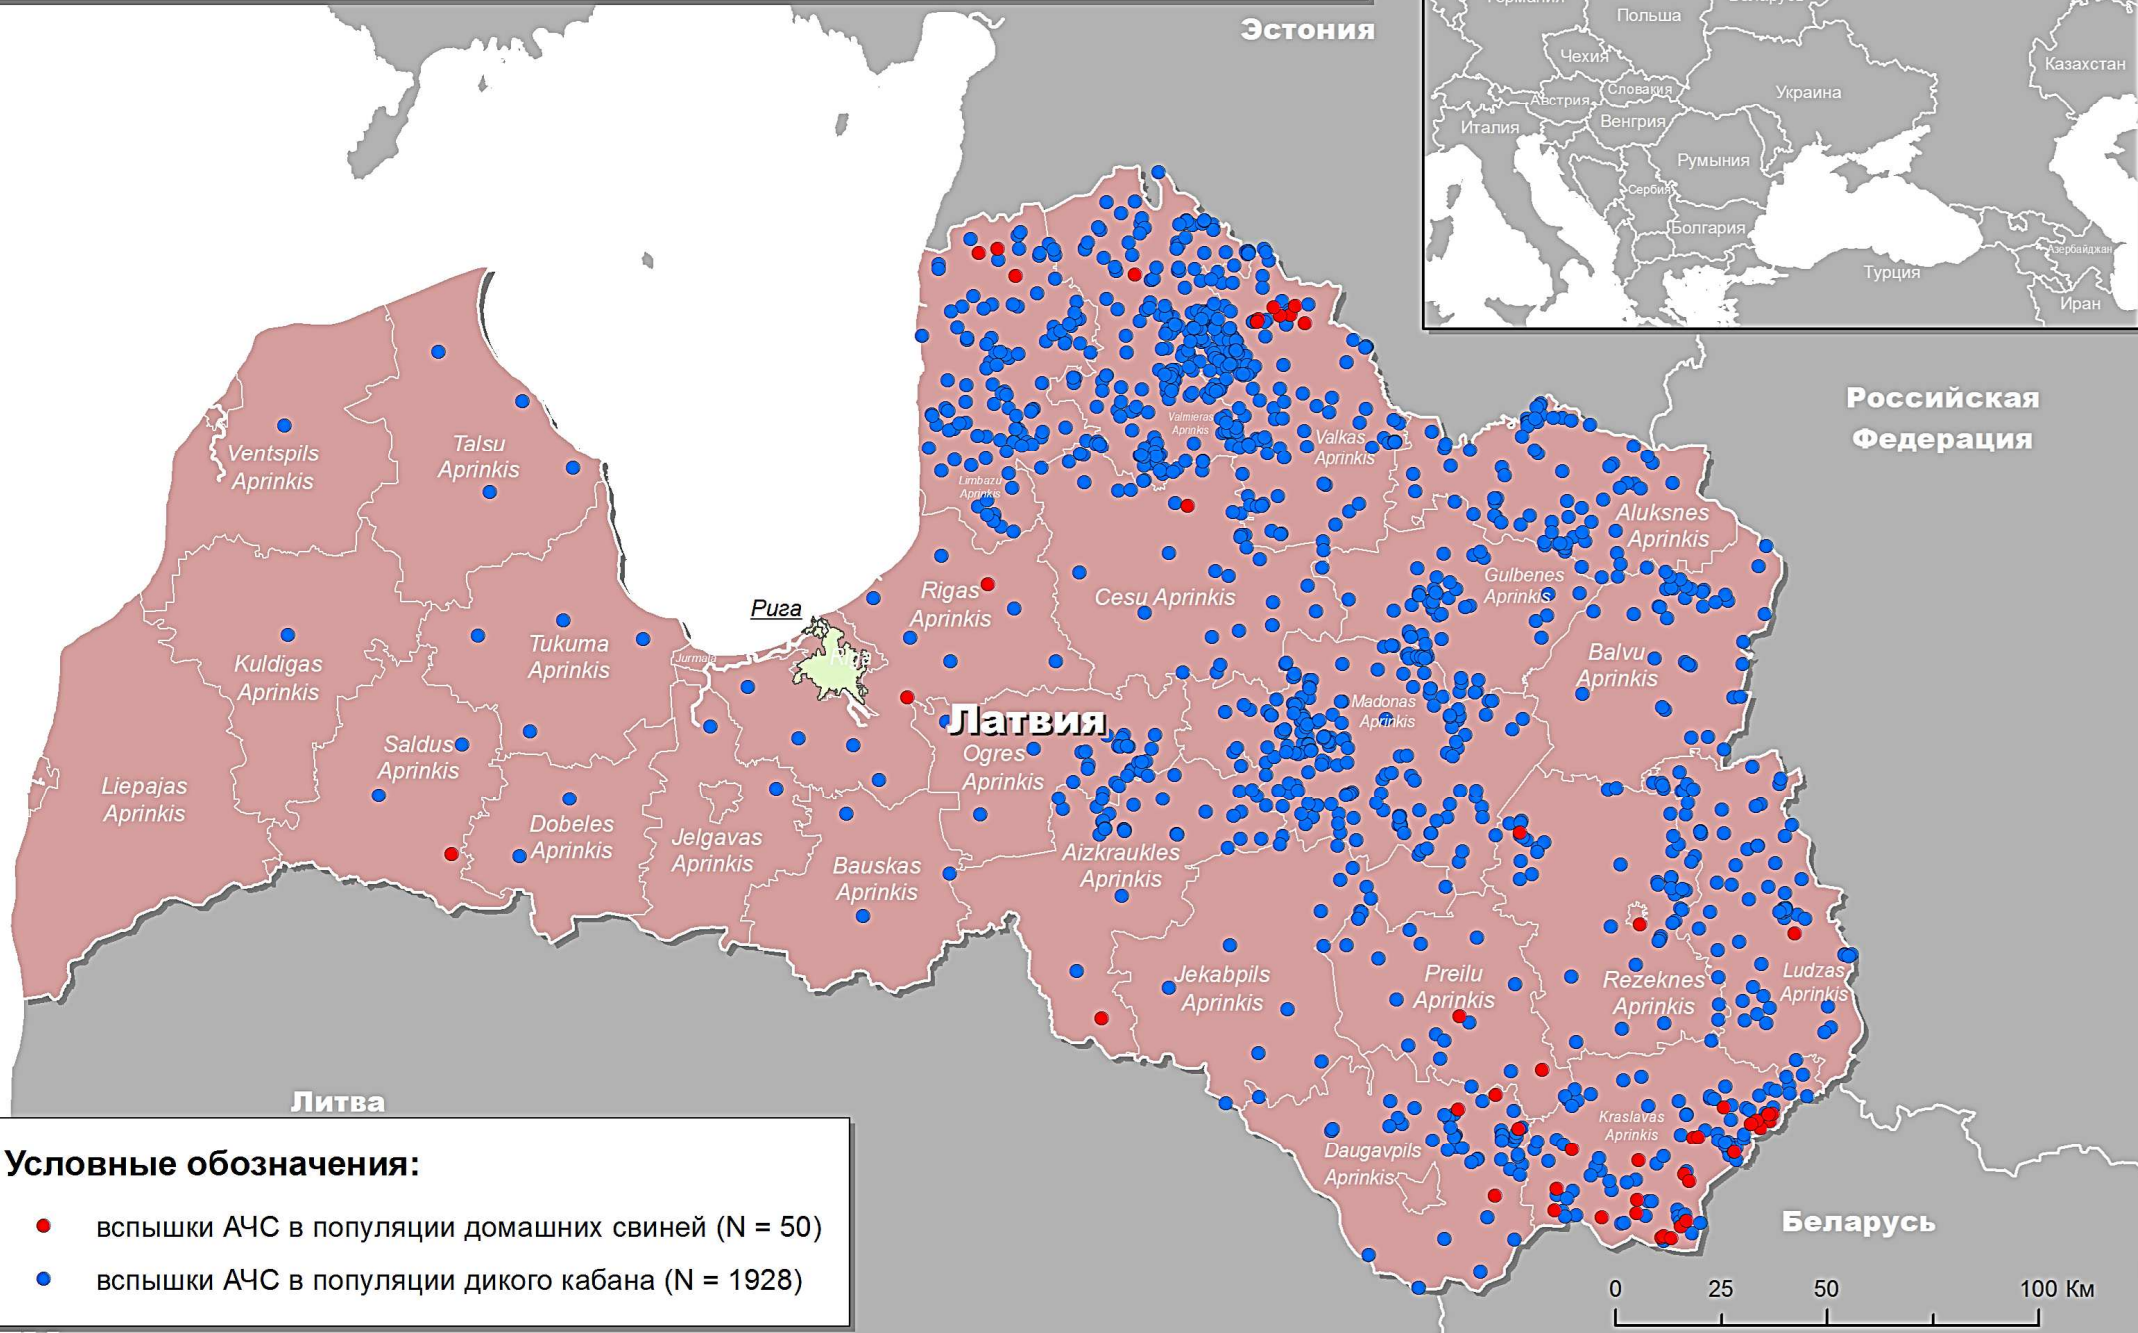 Эстония
Польша
Чехия
Словакия
Австрия
Венгрия
Италия
Румыния
Сербия
Болгария
Украина
Казахстан
Азербайджан
Турция
Иран
Российская
Федерация
Ventspils
Aprinkis
Talsu
Aprinkis
Valmieras
Aprinkis
Valkas
Aprinkis
Limbazu
Aprinkis
Aluksnes
Aprinkis
Gulbenes
Aprinkis
Rigas
Aprinkis
Cesu Aprinkis
Рига
Kuldigas
Aprinkis
Tukuma
Aprinkis
Jurmala
Riga
Balvu
Aprinkis
Madonas
Aprinkis
Латвия
Saldus
Aprinkis
Ogres
Aprinkis
Liepajas
Aprinkis
Dobeles
Aprinkis
Jelgavas
Aprinkis
Bauskas
Aprinkis
Aizkraukles
Aprinkis
Jekabpils
Aprinkis
Preilu
Aprinkis
Rezeknes
Aprinkis
Ludzas
Aprinkis
Литва
Kraslavas
Aprinkis
Daugavpils
Aprinkis
Беларусь
Условные обозначения:
вспышки АЧС в популяции домашних свиней (N = 50)
вспышки АЧС в популяции дикого кабана (N = 1928)
0 25 50 100 Км